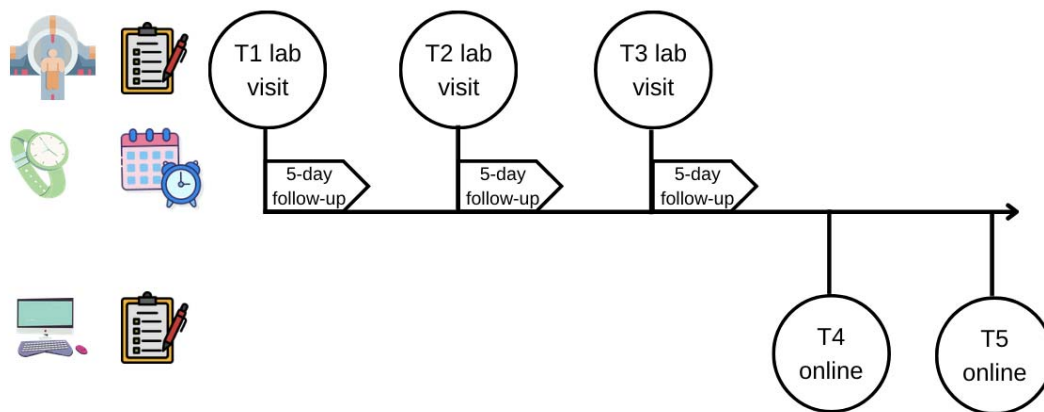 T1 lab
visit
T2 lab
visit
T3 lab
visit
5-day
follow-up
5-day
follow-up
5-day
follow-up
T4
online
T5
online